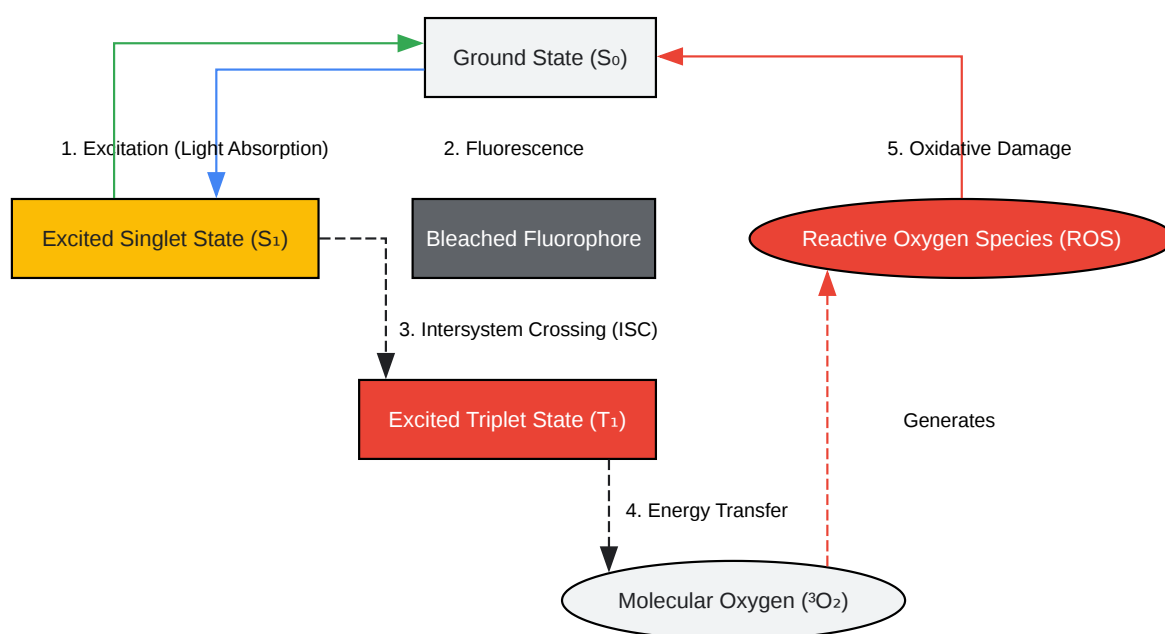 Ground State (S₀)
1. Excitation (Light Absorption)
2. Fluorescence
5. Oxidative Damage
Excited Singlet State (S₁)
Bleached Fluorophore
Reactive Oxygen Species (ROS)
3. Intersystem Crossing (ISC)
Excited Triplet State (T₁)
Generates
4. Energy Transfer
Molecular Oxygen (³O₂)